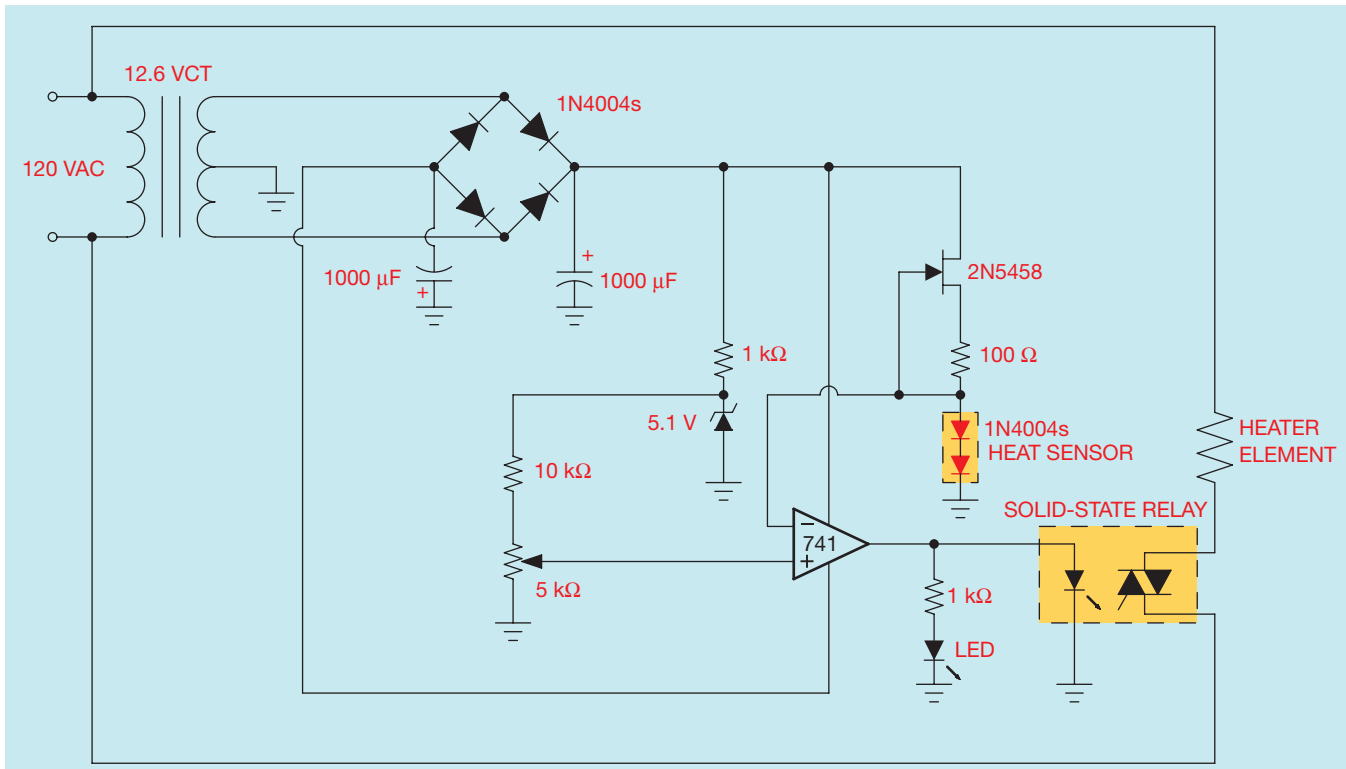 12.6 VCT
1N4004s
120 VAC
1000 µF
+
+
1000 µF
2N5458
1 kΩ
100 Ω
5.1 V
1N4004s
HEAT SENSOR
HEATER
ELEMENT
10 kΩ
SOLID-STATE RELAY
−
741
+
5 kΩ
1 kΩ
LED